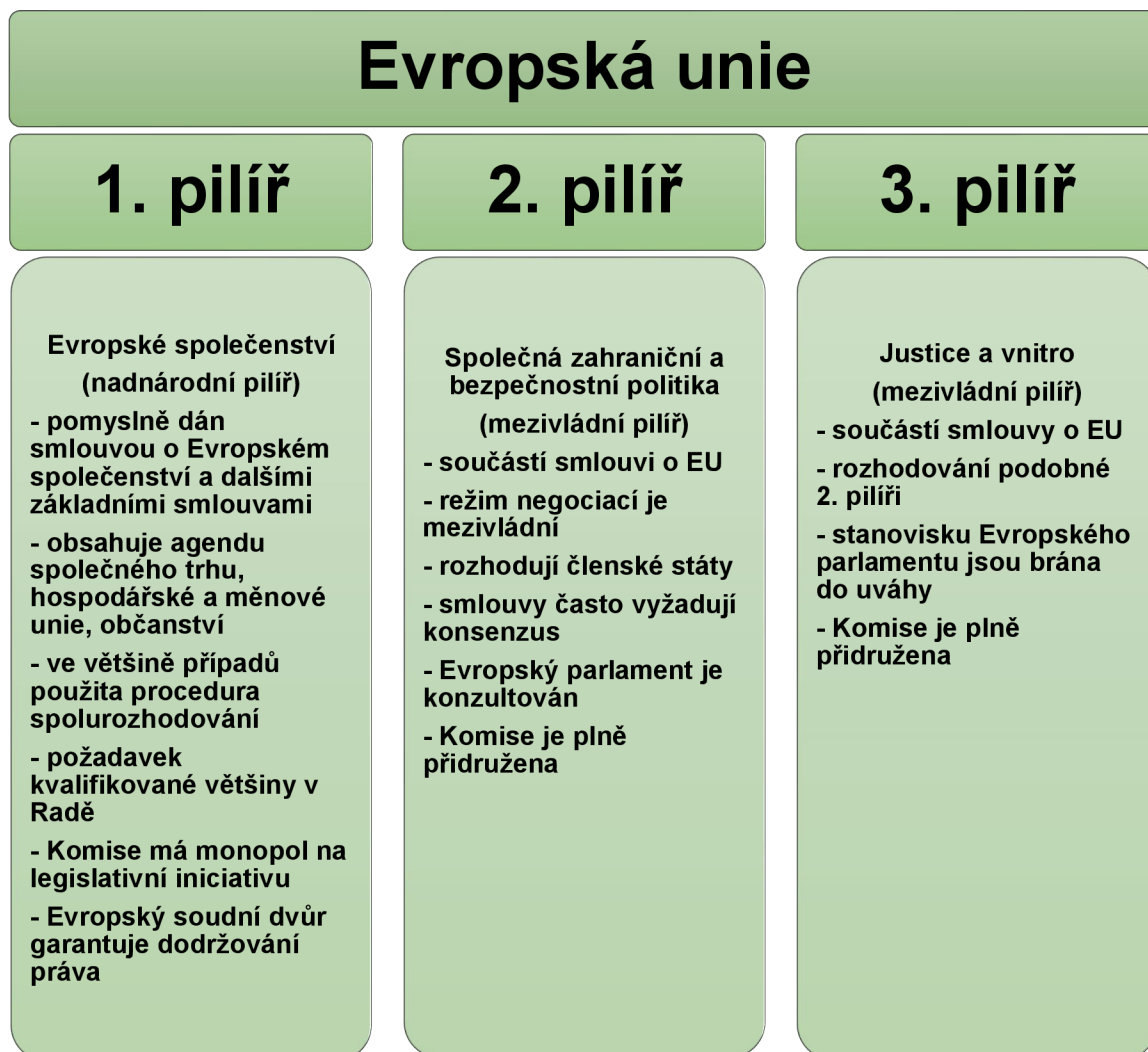 Evropská unie
1. pilíř
Evropské společenství
(nadnárodní pilíř)
- pomyslně dán
smlouvou o Evropském
společenství a dalšími
základními smlouvami
- obsahuje agendu
společného trhu,
hospodářské a měnové
unie, občanství
- ve většině případů
použita procedura
spolurozhodování
- požadavek
kvalifikované většiny v
Radě
- Komise má monopol na
legislativní iniciativu
- Evropský soudní dvůr
garantuje dodržování
práva
2. pilíř
Společná zahraniční a
bezpečnostní politika
(mezivládní pilíř)
- součástí smlouvi o EU
- režim negociací je
mezivládní
- rozhodují členské státy
- smlouvy často vyžadují
konsenzus
- Evropský parlament je
konzultován
- Komise je plně
přidružena
3. pilíř
Justice a vnitro
(mezivládní pilíř)
- součástí smlouvy o EU
- rozhodování podobné
2. pilíři
- stanovisku Evropského
parlamentu jsou brána
do uváhy
- Komise je plně
přidružena